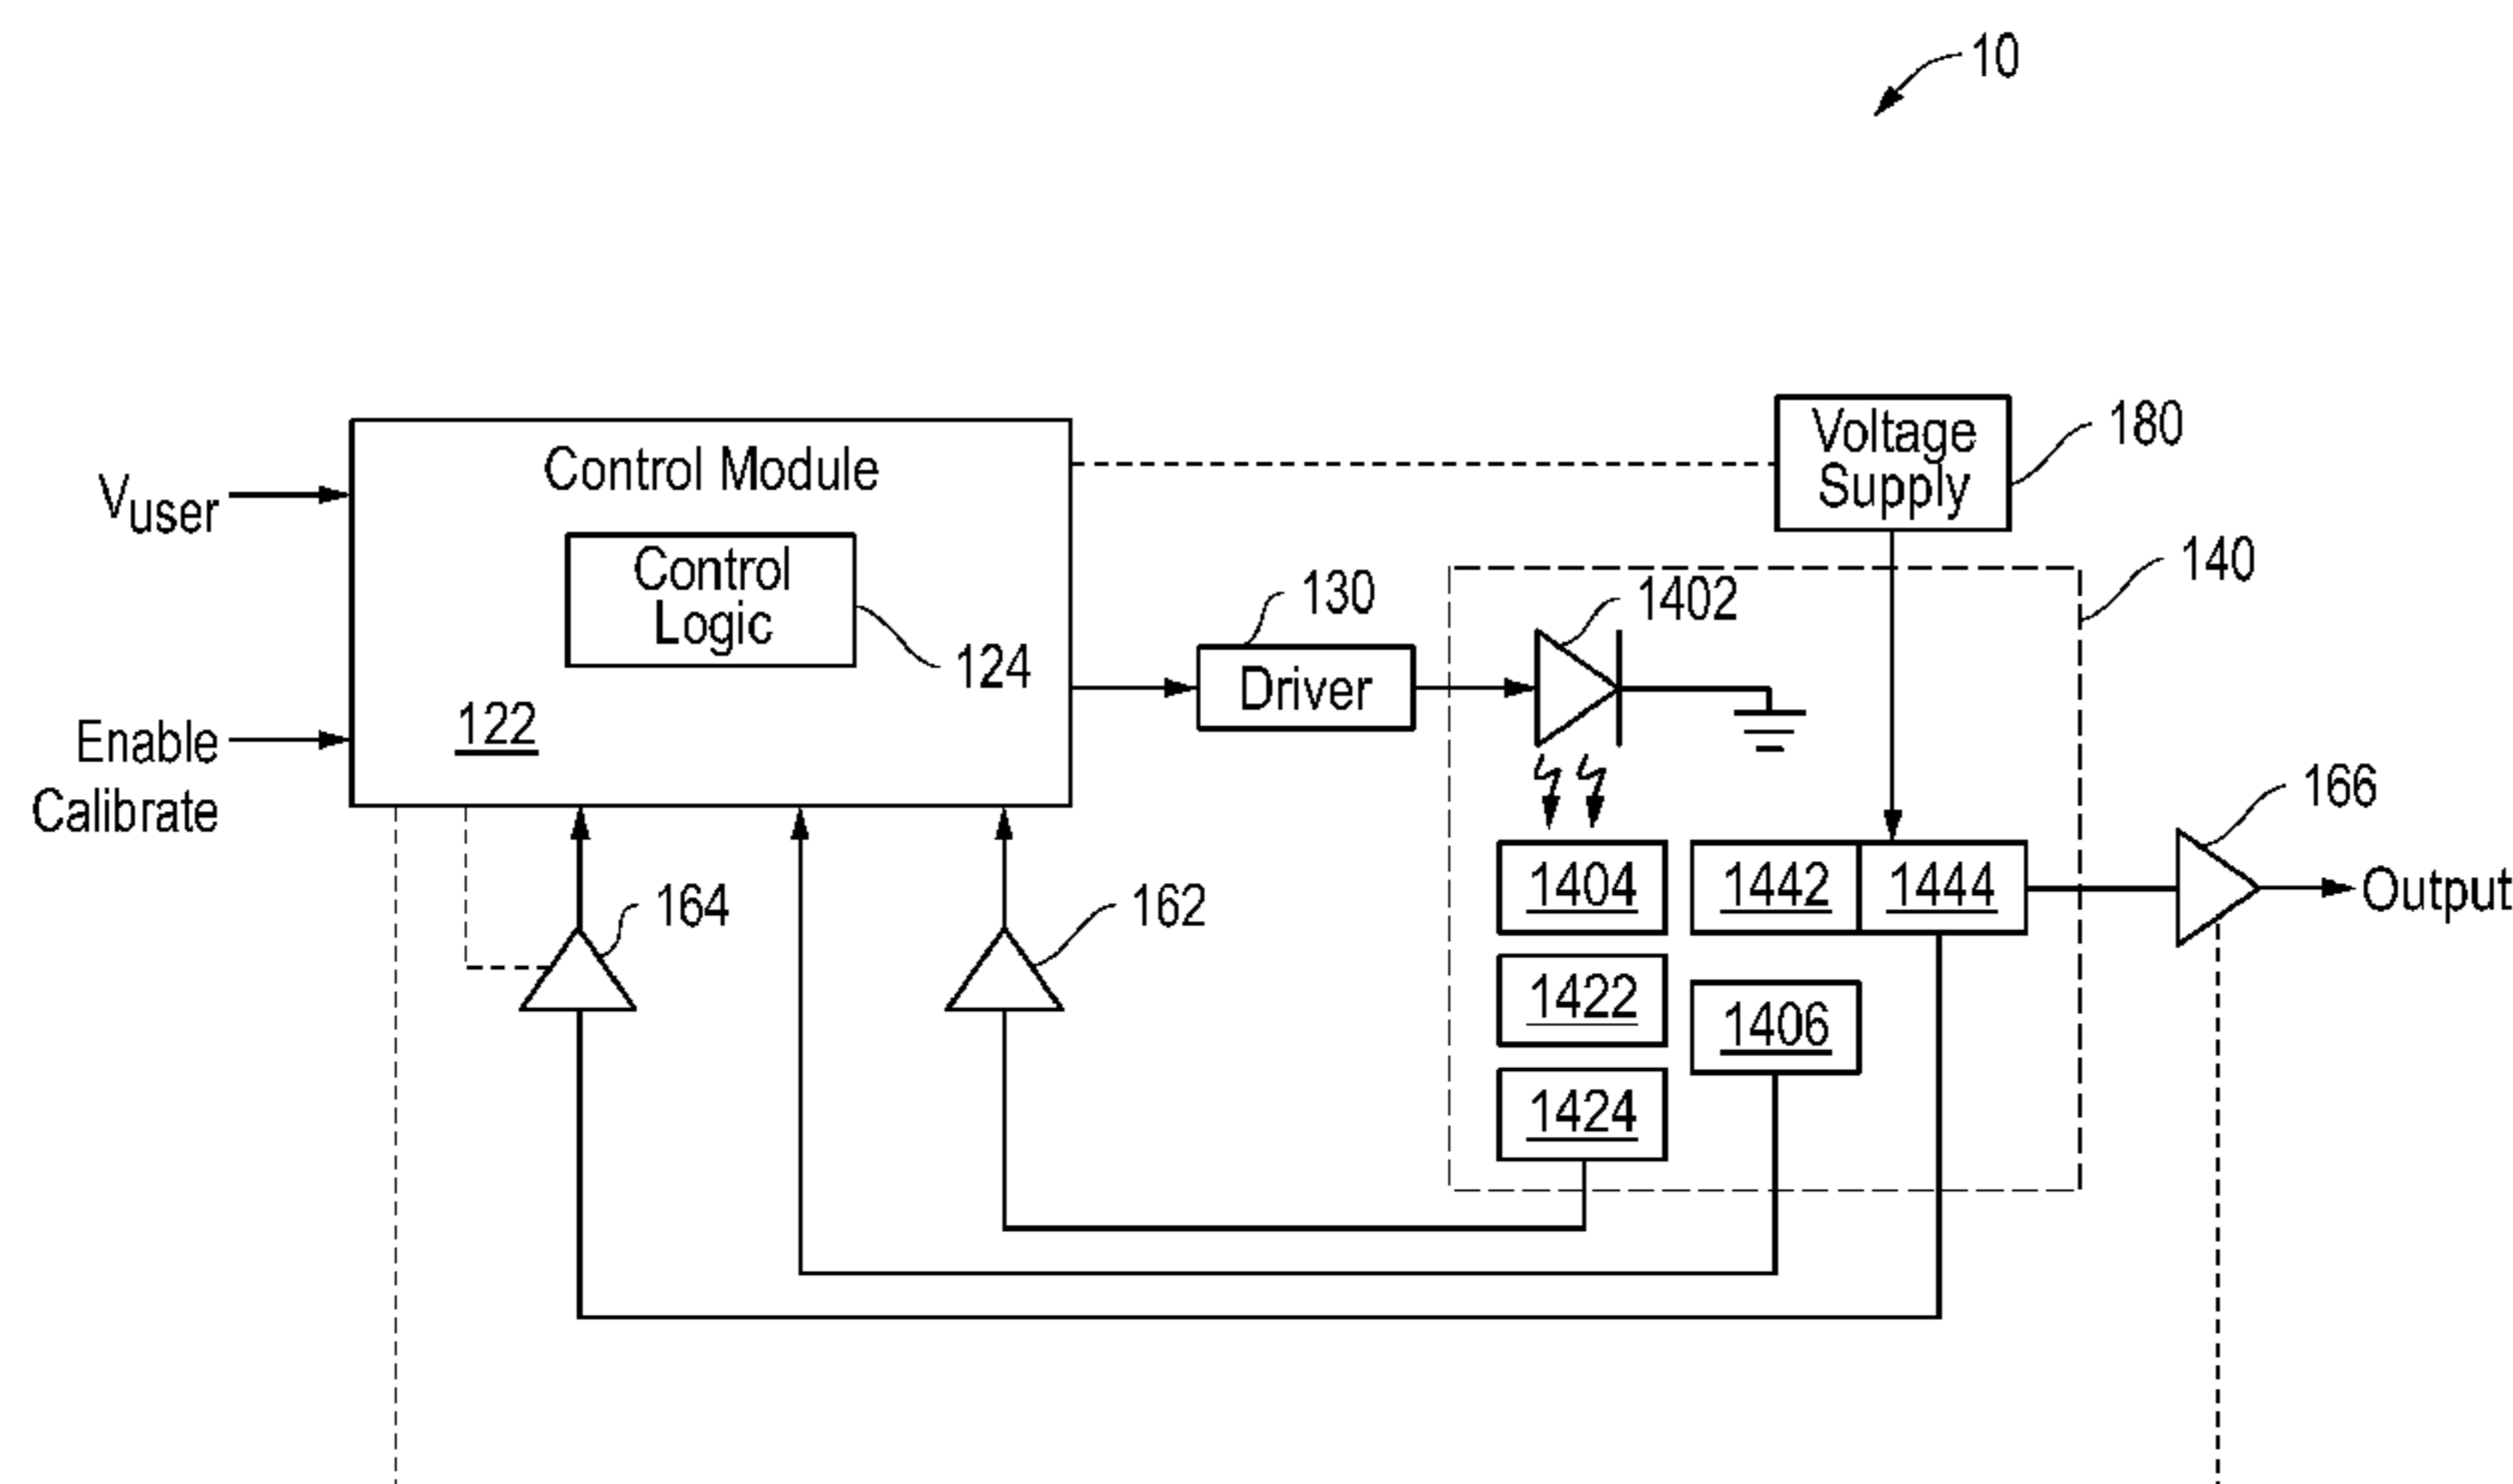 10
Voltage
Supply
180
Control Module
Vuser
Control
Logic
124
140
130
1402
Driver
122
Enable
Calibrate
166
164
162
1404
1442
1444
Output
1422
1406
1424